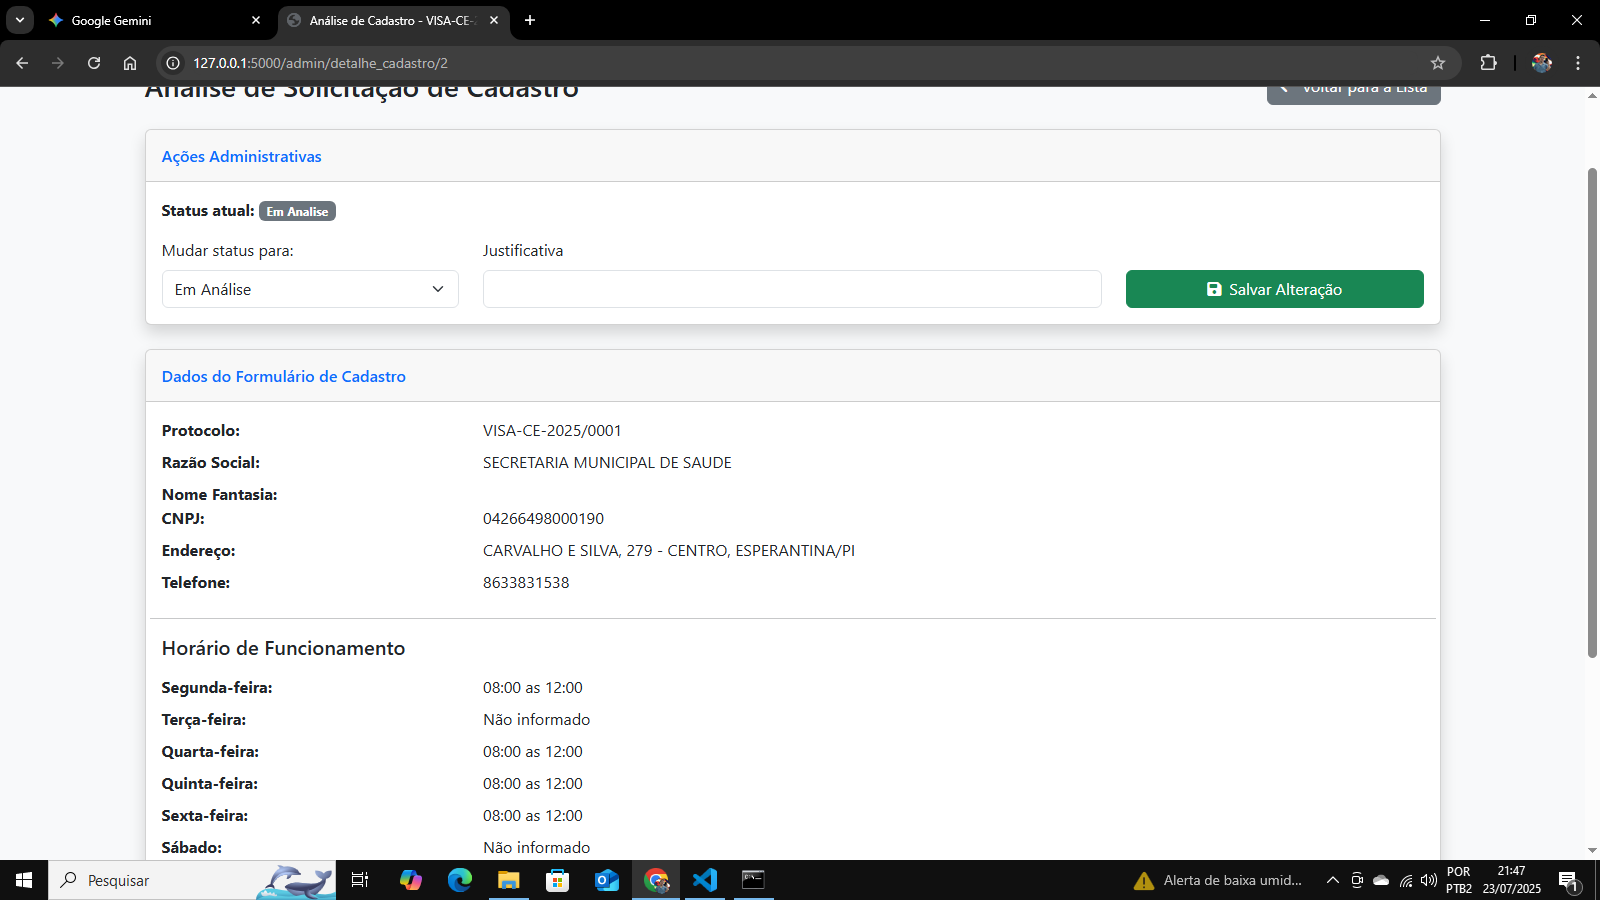 Google Gemini
Análise de Cadastro - VISA-CE-2
127.0.0.1:5000/admin/detalhe_cadastro/2
Análise de Solicitação de Cadastro
Voltar para a Lista
Ações Administrativas
Status atual: Em Analise
Mudar status para:
Justificativa
Em Análise
Salvar Alteração
Dados do Formulário de Cadastro
Protocolo: VISA-CE-2025/0001
Razão Social: SECRETARIA MUNICIPAL DE SAUDE
Nome Fantasia:
CNPJ: 04266498000190
Endereço: CARVALHO E SILVA, 279 - CENTRO, ESPERANTINA/PI
Telefone: 8633831538
Horário de Funcionamento
Segunda-feira: 08:00 as 12:00
Terça-feira: Não informado
Quarta-feira: 08:00 as 12:00
Quinta-feira: 08:00 as 12:00
Sexta-feira: 08:00 as 12:00
Sábado: Não informado
Pesquisar
Alerta de baixa umid...
POR
PTB2
21:47
23/07/2025
1